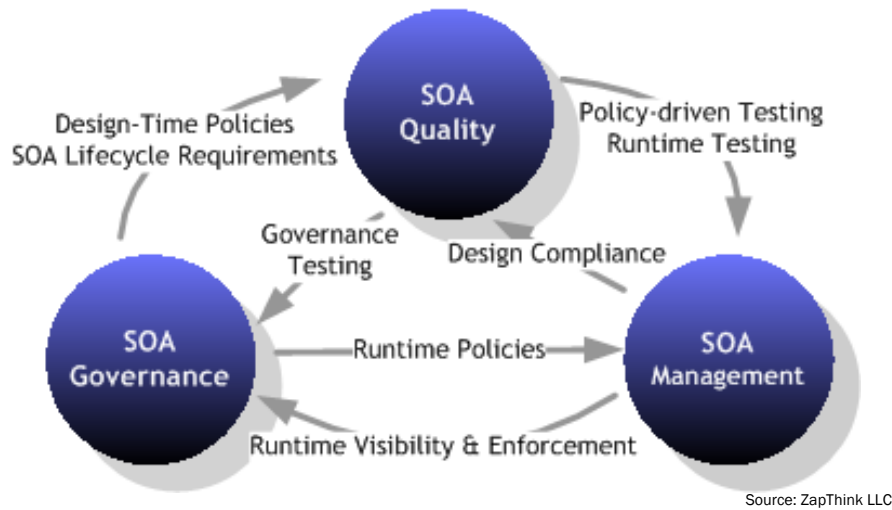 SOA
Quality
Design-Time Policies
SOA Lifecycle Requirements
Policy-driven Testing
Runtime Testing
Governance
Testing
Design Compliance
SOA
Governance
Runtime Policies
SOA
Management
Runtime Visibility & Enforcement
Source: ZapThink LLC